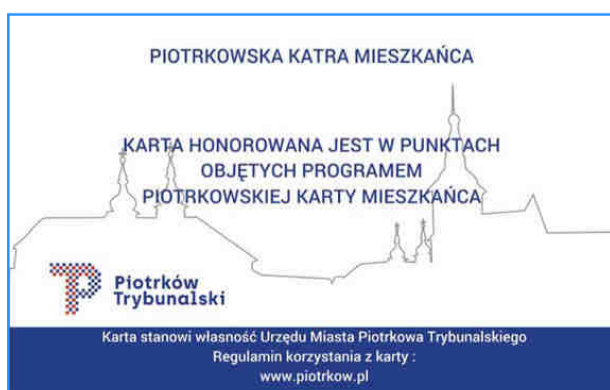 PIOTRKOWSKA KATRA MIESZKAŃCA
KARTA HONOROWANA JEST W PUNKTACH
OBJĘTYCH PROGRAMEM
PIOTRKOWSKIEJ KARTY MIESZKAŃCA
Piotrków
Trybunalski
Karta stanowi własność Urzędu Miasta Piotrkowa Trybunalskiego
Regulamin korzystania z karty :
www.piotrkow.pl